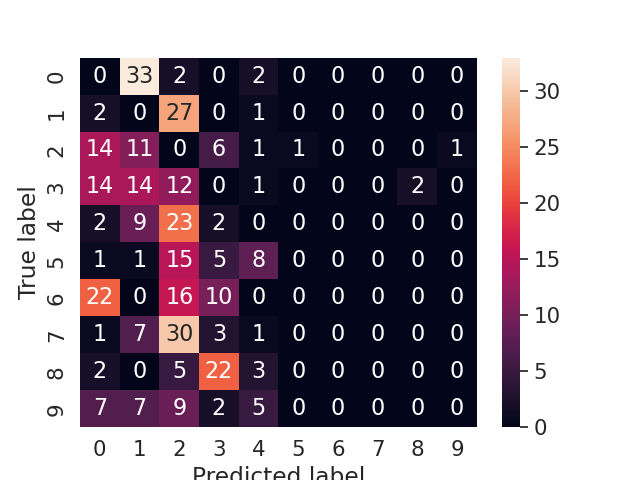 0 0 33 2 0 2 0 0 0 0 0
1 2 0 27 0 1 0 0 0 0 0
2 14 11 0 6 1 1 0 0 0 1
3 14 14 12 0 1 0 0 0 2 0
4 2 9 23 2 0 0 0 0 0 0
5 1 1 15 5 8 0 0 0 0 0
6 22 0 16 10 0 0 0 0 0 0
7 1 7 30 3 1 0 0 0 0 0
8 2 0 5 22 3 0 0 0 0 0
9 7 7 9 2 5 0 0 0 0 0
0 1 2 3 4 5 6 7 8 9
Predicted label
True label
30
25
20
15
10
5
0